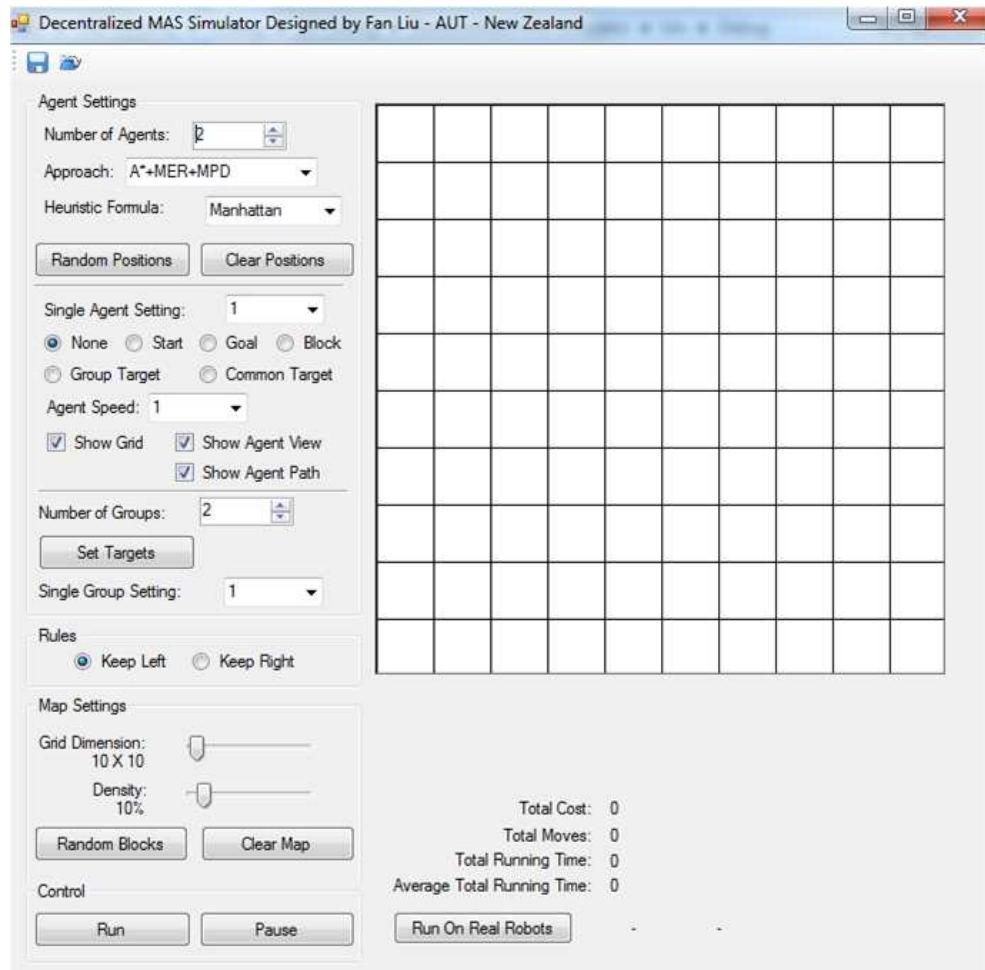 Decentralized MAS Simulator Designed by Fan Liu - AUT - New Zealand
Agent Settings
Number of Agents: 2
Approach: A*+MER+MPD
Heuristic Formula: Manhattan
Random Positions Clear Positions
Single Agent Setting: 1
None Start Goal Block
Group Target Common Target
Agent Speed: 1
Show Grid Show Agent View
Show Agent Path
Number of Groups: 2
Set Targets
Single Group Setting: 1
Rules
Keep Left Keep Right
Map Settings
Grid Dimension:
10 X 10
Density:
10%
Random Blocks Clear Map
Control
Run Pause
Total Cost: 0
Total Moves: 0
Total Running Time: 0
Average Total Running Time: 0
Run On Real Robots - -